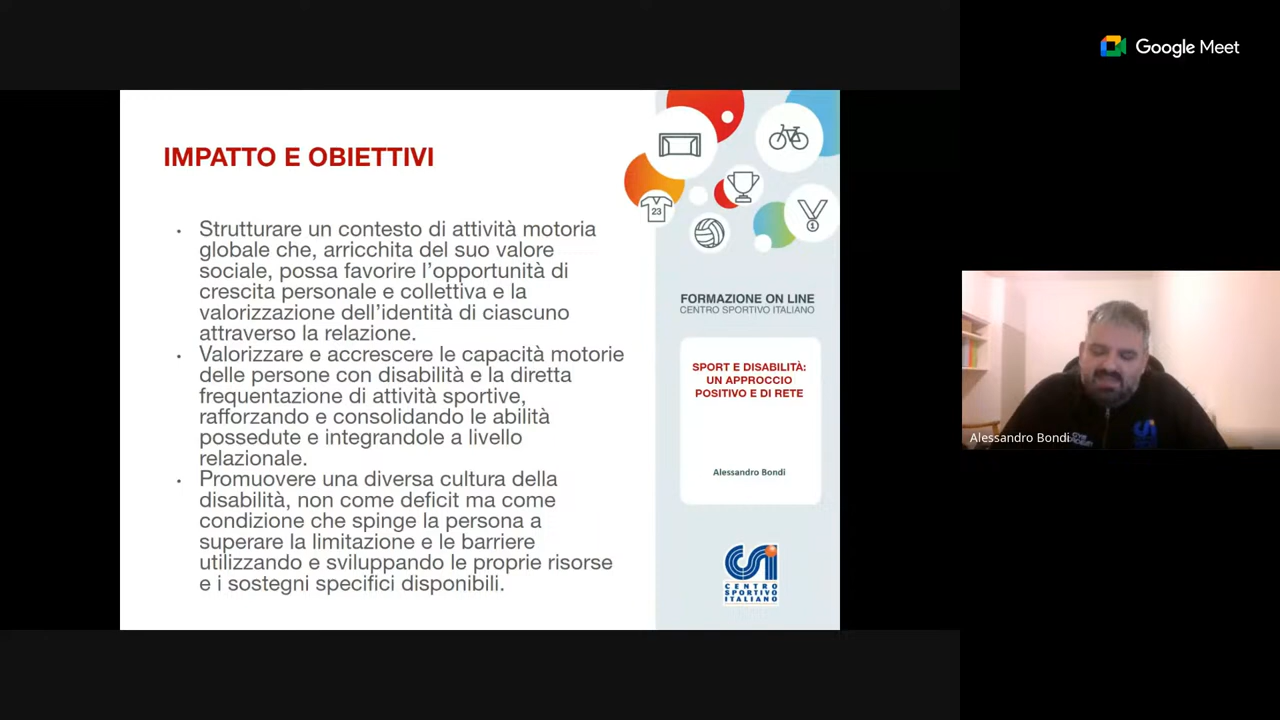 Google Meet
IMPATTO E OBIETTIVI
• Strutturare un contesto di attività motoria
globale che, arricchita del suo valore
sociale, possa favorire l'opportunità di
crescita personale e collettiva e la
valorizzazione dell'identità di ciascuno
attraverso la relazione.
• Valorizzare e accrescere le capacità motorie
delle persone con disabilità e la diretta
frequentazione di attività sportive,
rafforzando e consolidando le abilità
possedute e integrandole a livello
relazionale.
• Promuovere una diversa cultura della
disabilità, non come deficit ma come
condizione che spinge la persona a
superare la limitazione e le barriere
utilizzando e sviluppando le proprie risorse
e i sostegni specifici disponibili.
23
1
FORMAZIONE ON LINE
CENTRO SPORTIVO ITALIANO
SPORT E DISABILITÀ:
UN APPROCCIO
POSITIVO E DI RETE
Alessandro Bondi
CSI
CENTRO
SPORTIVO
ITALIANO
Alessandro Bondi